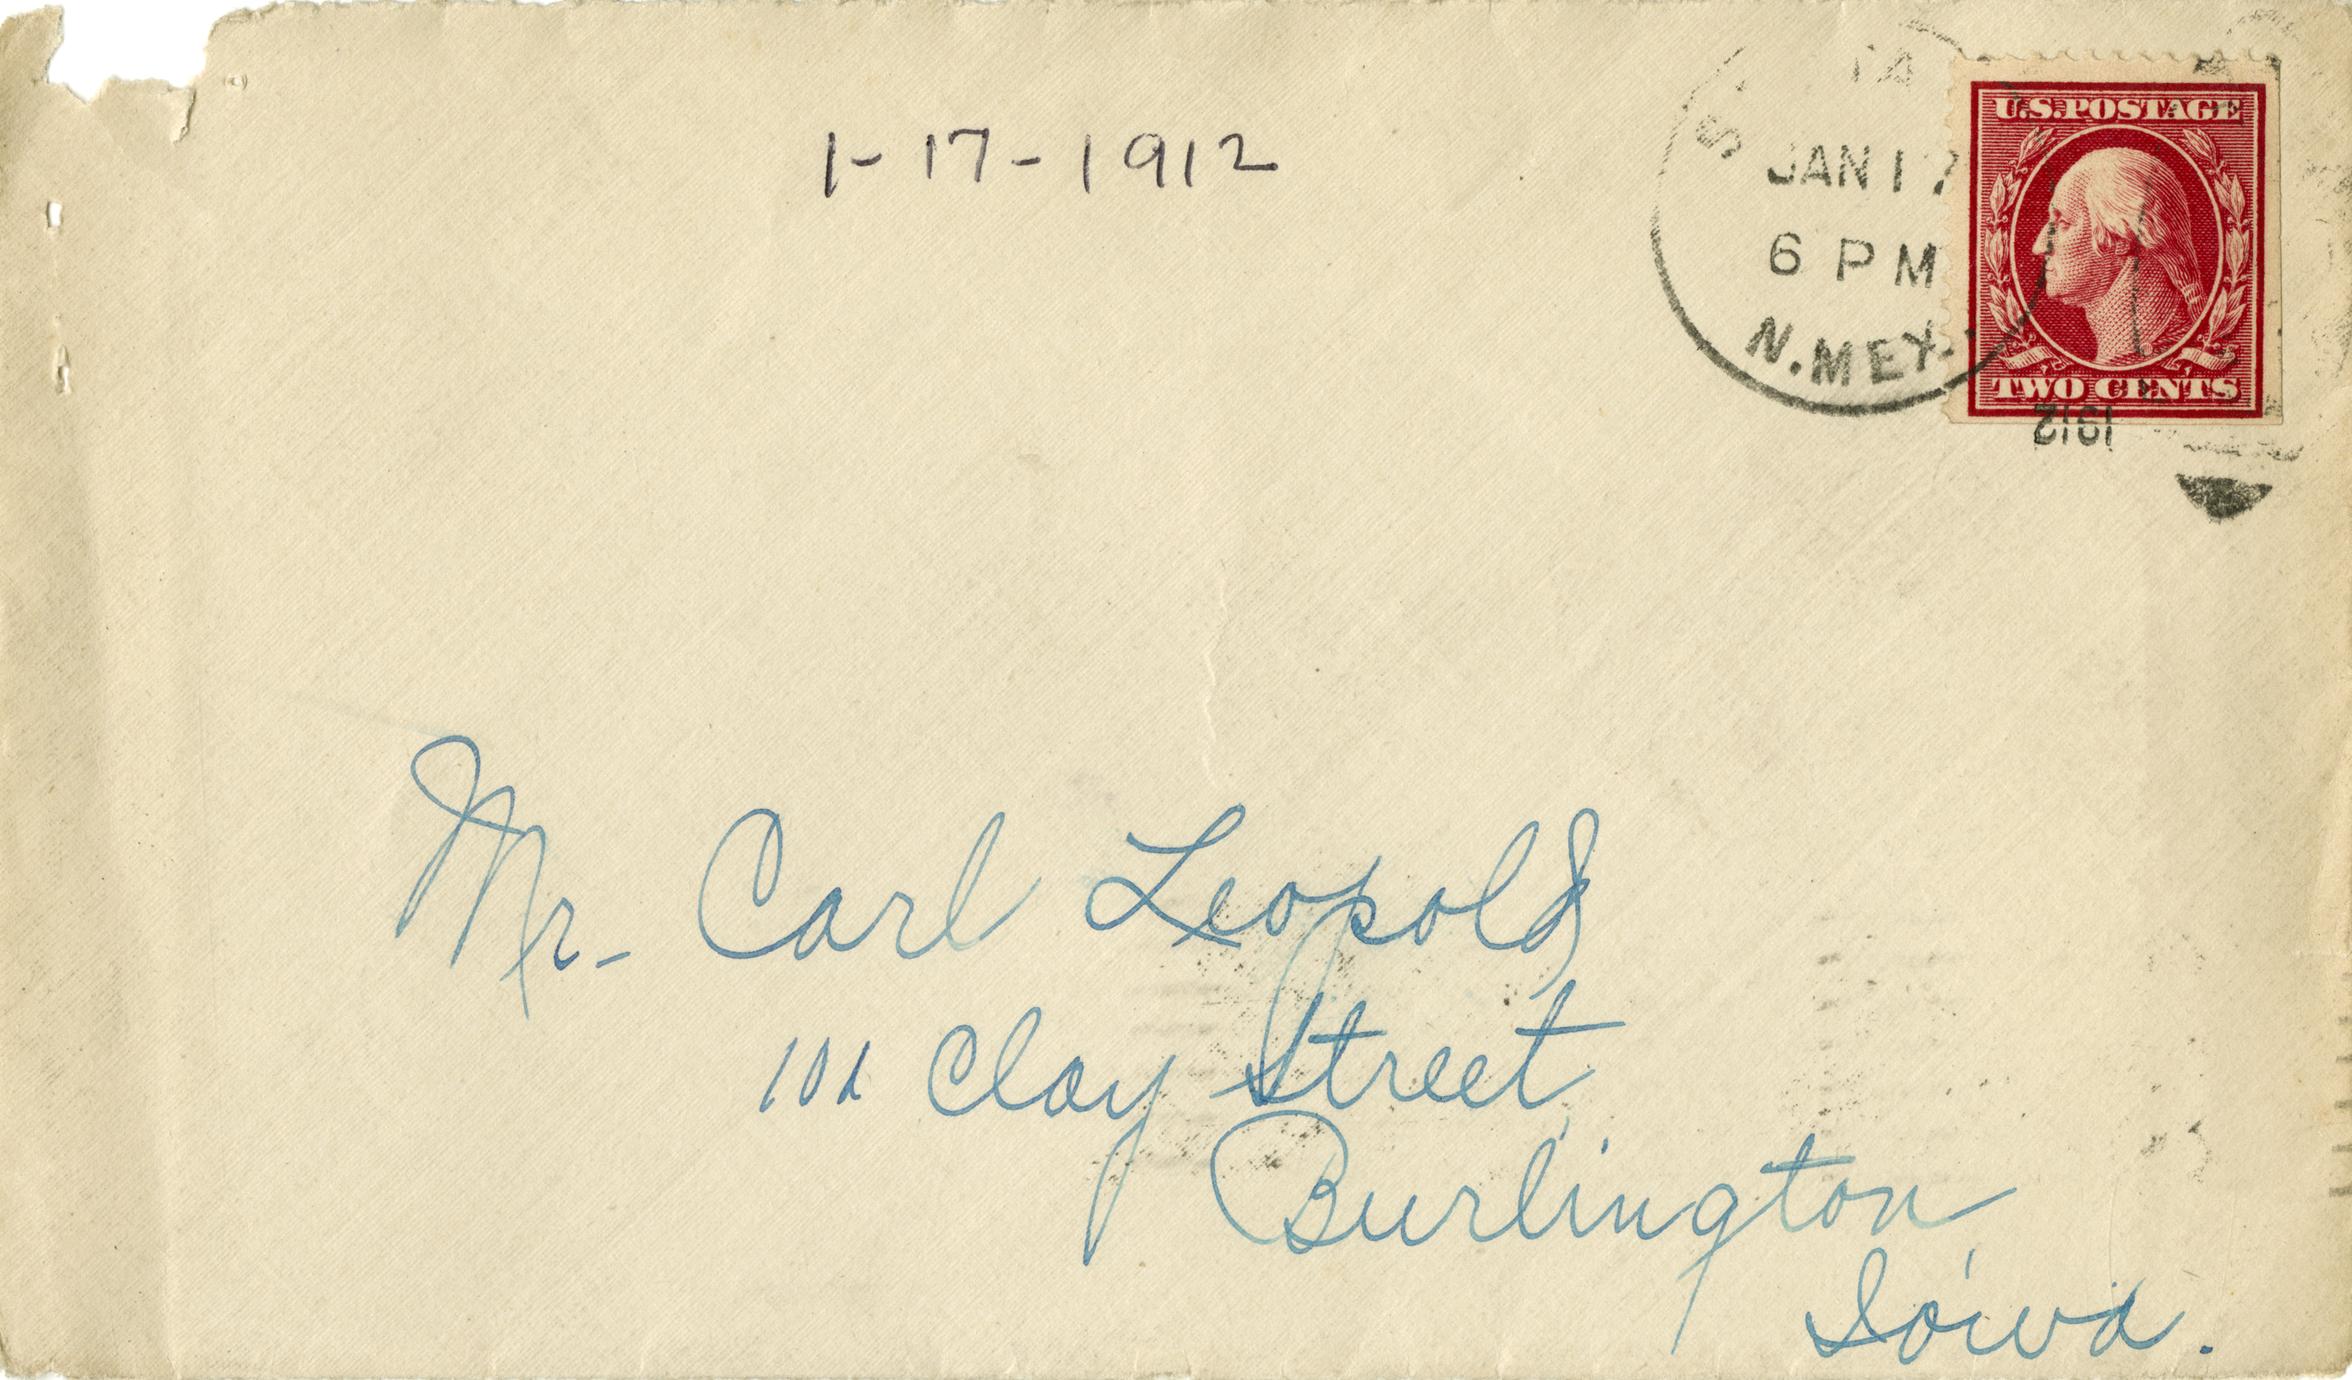 1-17-1912
JAN 17
6 PM
N. MEX.
U.S. POSTAGE
TWO CENTS
1912
Mr. Carl Leopold
101 Clay Street
Burlington
Iowa.